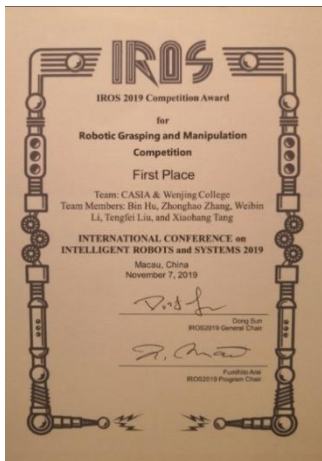 IROS
IROS 2019 Competition Award
for
Robotic Grasping and Manipulation
Competition
First Place
Team: CASIA & Wenjing College
Team Members: Bin Hu, Zhonghao Zhang, Weibin
Li, Tengfei Liu, and Xiaohang Tang
INTERNATIONAL CONFERENCE on
INTELLIGENT ROBOTS and SYSTEMS 2019
Macau, China
November 7, 2019
Dong Sun
IROS2019 General Chair
Fumihito Arai
IROS2019 Program Chair